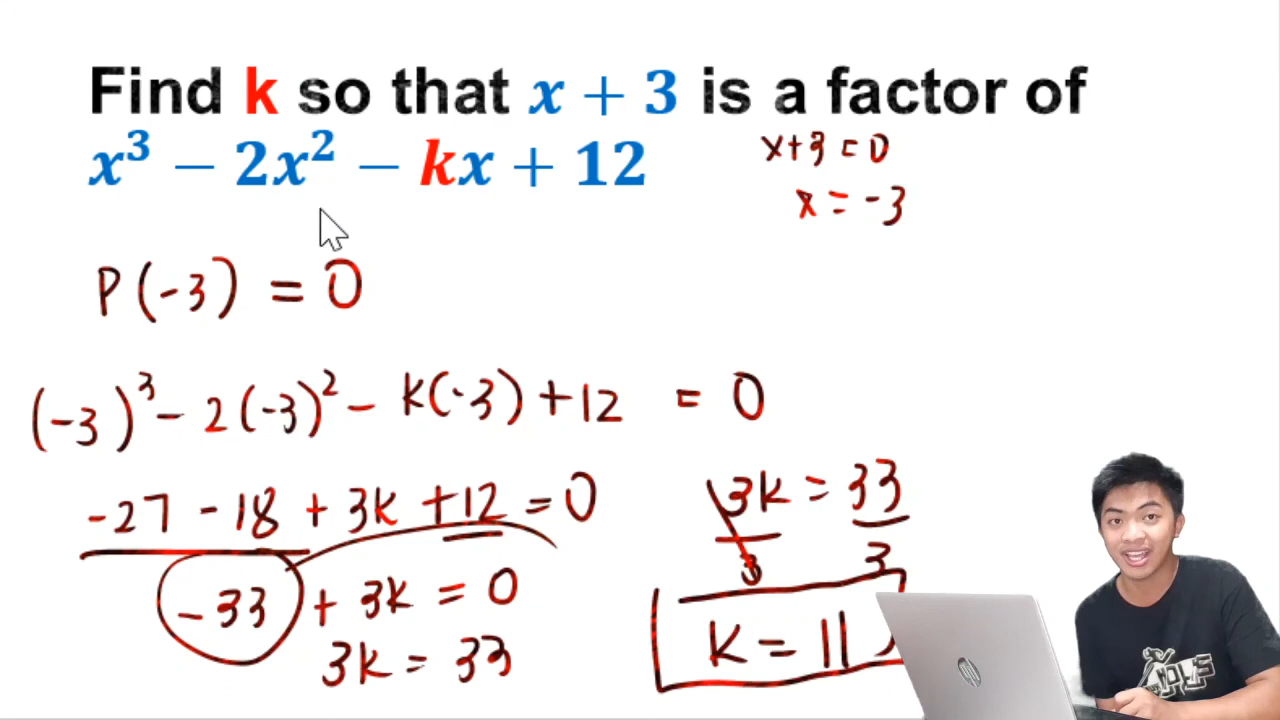 Find k so that x + 3 is a factor of
x³ − 2x² − kx + 12
x+3 = 0
x = -3
P(-3) = 0
(-3)³ - 2(-3)² - k(-3) + 12 = 0
-27 - 18 + 3k + 12 = 0
-33 + 3k = 0
3k = 33
3k = 33
3 3
k = 11
hp